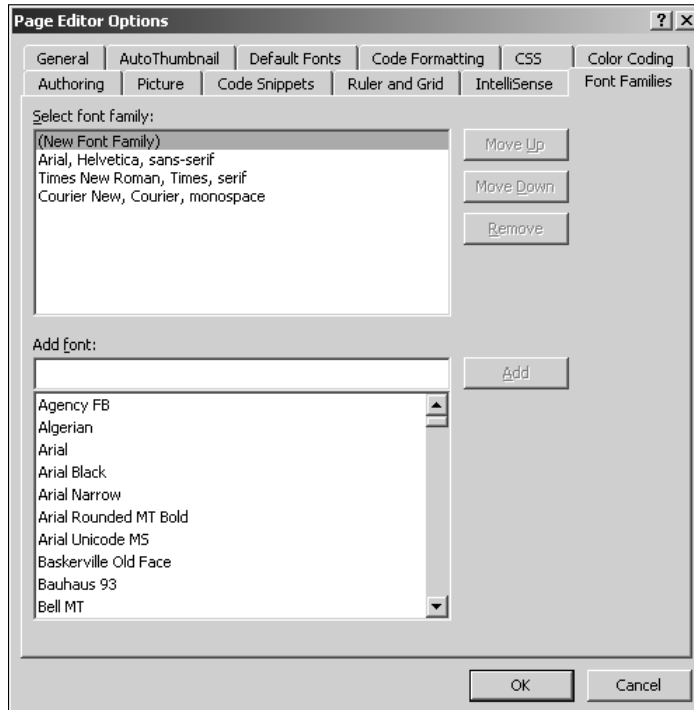 Page Editor Options
General AutoThumbnail Default Fonts Code Formatting CSS Color Coding
Authoring Picture Code Snippets Ruler and Grid IntelliSense Font Families
Select font family:
(New Font Family)
Arial, Helvetica, sans-serif
Times New Roman, Times, serif
Courier New, Courier, monospace
Move Up
Move Down
Remove
Add font:
Add
Agency FB
Algerian
Arial
Arial Black
Arial Narrow
Arial Rounded MT Bold
Arial Unicode MS
Baskerville Old Face
Bauhaus 93
Bell MT
OK Cancel